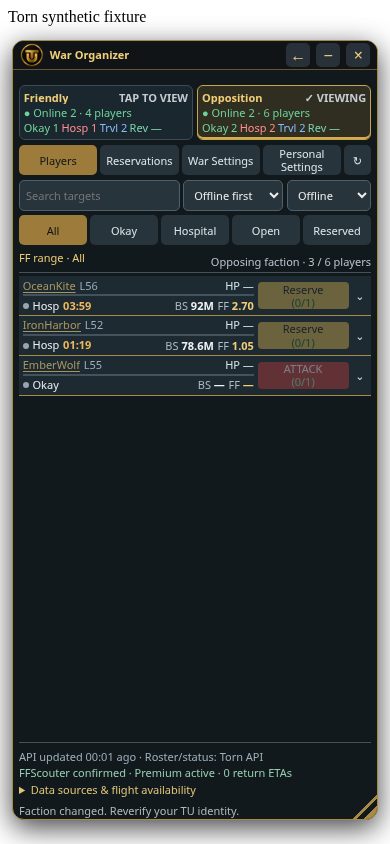 Torn synthetic fixture
War Organizer
← − ×
Friendly TAP TO VIEW
● Online 2 · 4 players
Okay 1 Hosp 1 Trvl 2 Rev —
Opposition ✓ VIEWING
● Online 2 · 6 players
Okay 2 Hosp 2 Trvl 2 Rev —
Players
Reservations
War Settings
Personal
Settings
↻
Search targets
Offline first
Offline
All
Okay
Hospital
Open
Reserved
FF range · All
Opposing faction · 3 / 6 players
OceanKite L56 HP —
Hosp 03:59 BS 92M FF 2.70
Reserve
(0/1)
IronHarbor L52 HP —
Hosp 01:19 BS 78.6M FF 1.05
Reserve
(0/1)
EmberWolf L55 HP —
Okay BS — FF —
ATTACK
(0/1)
API updated 00:01 ago · Roster/status: Torn API
FFScouter confirmed · Premium active · 0 return ETAs
▶ Data sources & flight availability
Faction changed. Reverify your TU identity.